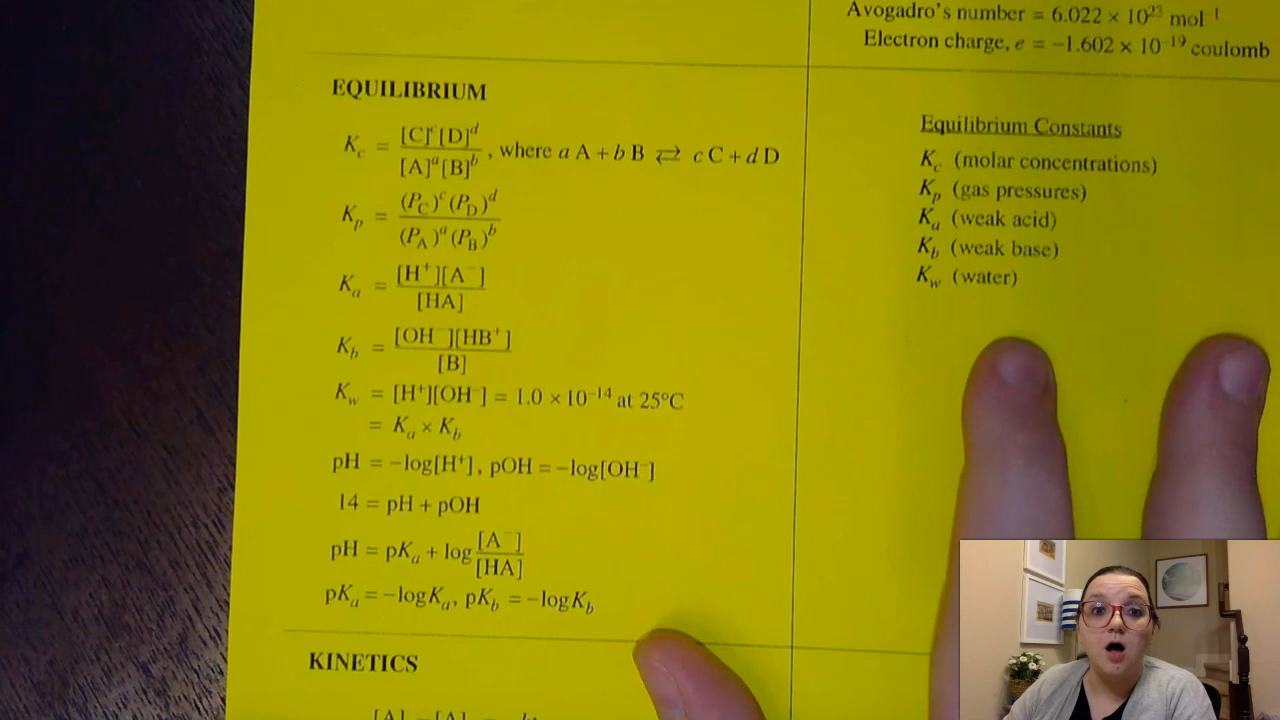 Avogadro's number = 6.022 × 10²³ mol⁻¹
Electron charge, e = −1.602 × 10⁻¹⁹ coulomb
EQUILIBRIUM
K_c = [C]^c [D]^d / [A]^a [B]^b , where a A + b B ⇄ c C + d D
K_p = (P_C)^c (P_D)^d / (P_A)^a (P_B)^b
K_a = [H⁺][A⁻] / [HA]
K_b = [OH⁻][HB⁺] / [B]
K_w = [H⁺][OH⁻] = 1.0 × 10⁻¹⁴ at 25°C
= K_a × K_b
pH = −log[H⁺] , pOH = −log[OH⁻]
14 = pH + pOH
pH = pK_a + log [A⁻] / [HA]
pK_a = −logK_a, pK_b = −logK_b
Equilibrium Constants
K_c (molar concentrations)
K_p (gas pressures)
K_a (weak acid)
K_b (weak base)
K_w (water)
KINETICS